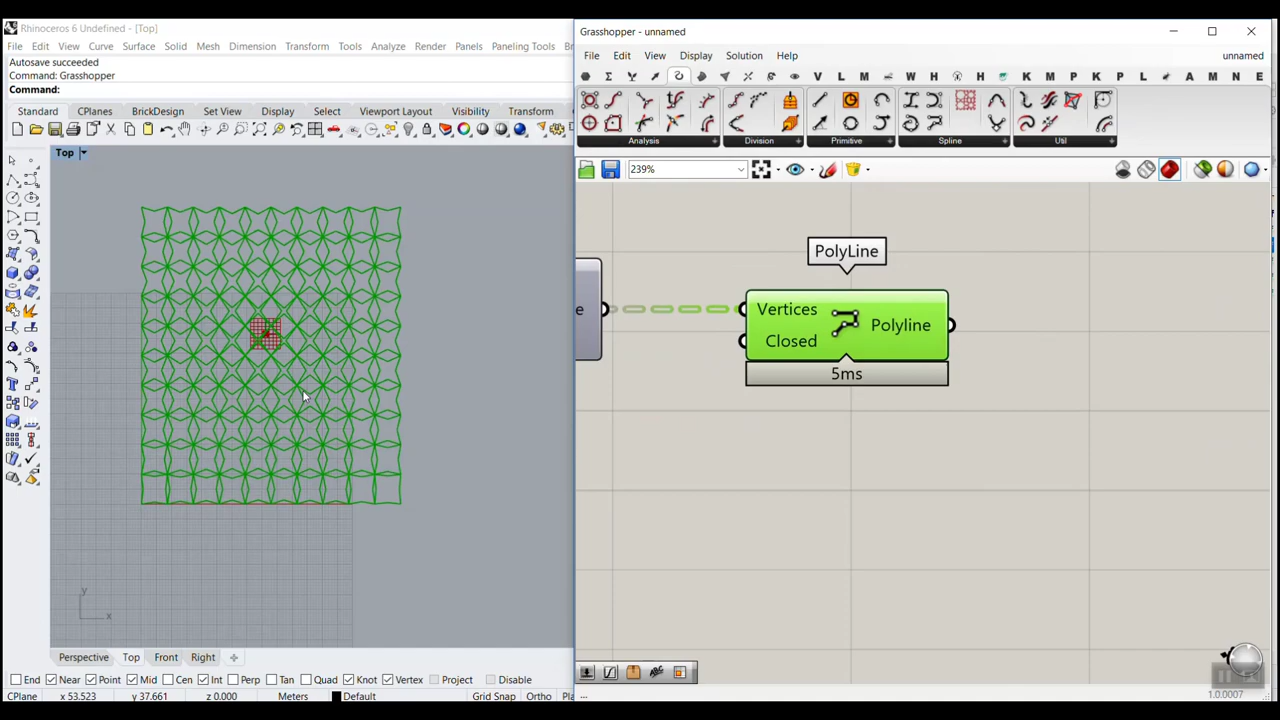 Rhinoceros 6 Undefined - [Top]
File Edit View Curve Surface Solid Mesh Dimension Transform Tools Analyze Render Panels Paneling Tools
Autosave succeeded
Command: Grasshopper
Command:
Standard CPlanes BrickDesign Set View Display Select Viewport Layout Visibility Transform
Top
y
x
Perspective Top Front Right
End Near Point Mid Cen Int Perp Tan Quad Knot Vertex Project Disable
CPlane x 53.523 y 37.661 z 0.000 Meters Default Grid Snap Ortho
Grasshopper - unnamed
File Edit View Display Solution Help unnamed
V L M W H H K M P K P L A M W N E
Analysis Division Primitive Spline Util
239%
PolyLine
e Vertices Polyline
Closed
5ms
...
1.0.0007